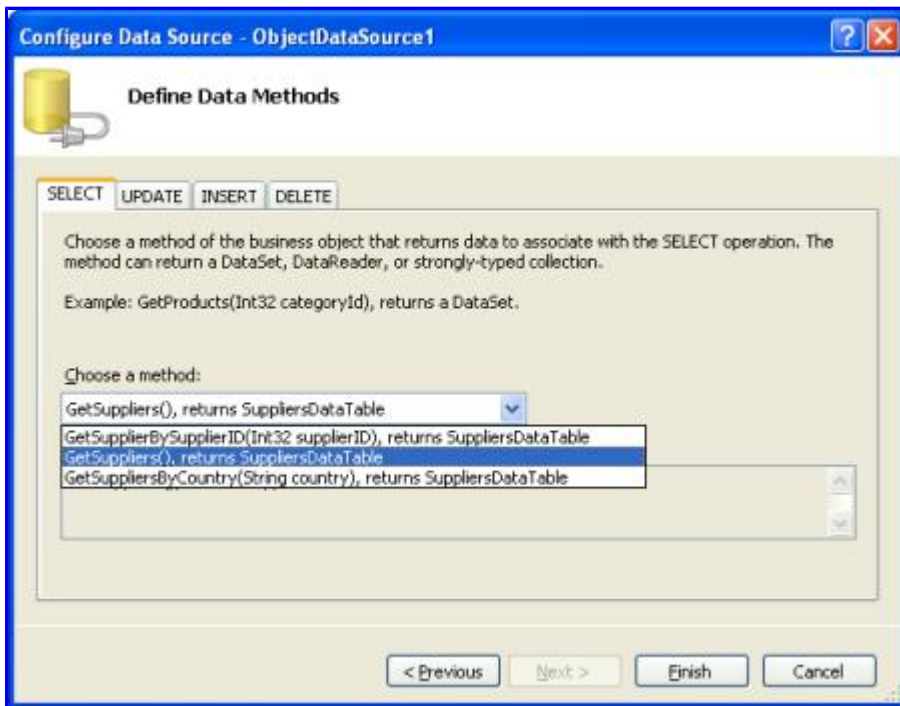 Configure Data Source - ObjectDataSource1
Define Data Methods
SELECT UPDATE INSERT DELETE
Choose a method of the business object that returns data to associate with the SELECT operation. The
method can return a DataSet, DataReader, or strongly-typed collection.
Example: GetProducts(Int32 categoryId), returns a DataSet.
Choose a method:
GetSuppliers(), returns SuppliersDataTable
GetSupplierBySupplierID(Int32 supplierID), returns SuppliersDataTable
GetSuppliers(), returns SuppliersDataTable
GetSuppliersByCountry(String country), returns SuppliersDataTable
< Previous Next > Finish Cancel